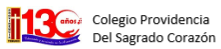 130 años
Colegio Providencia
Del Sagrado Corazón